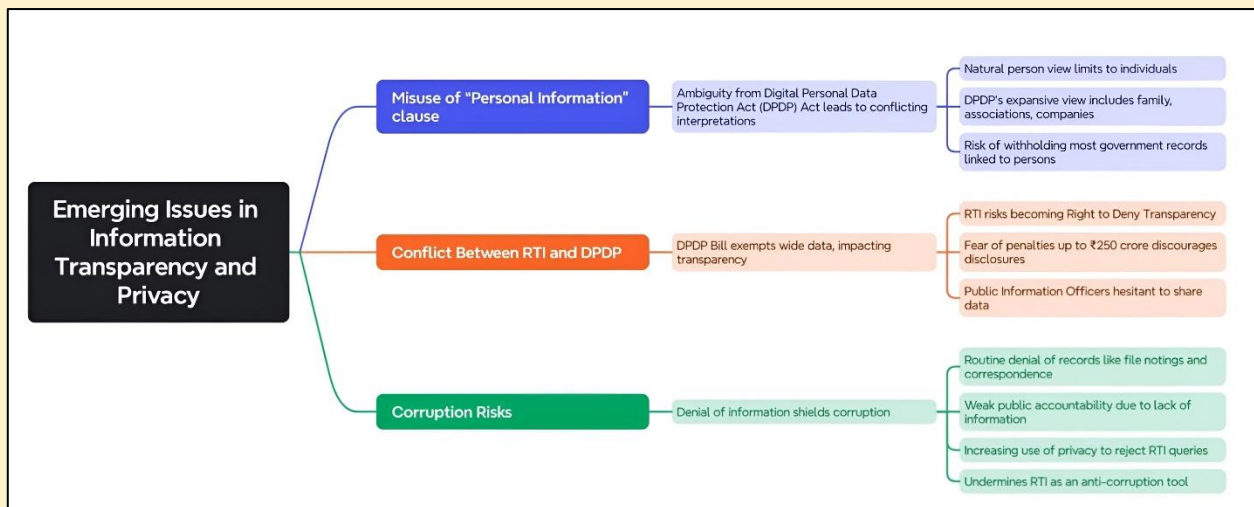 Emerging Issues in
Information
Transparency and
Privacy
Misuse of “Personal Information”
clause
Ambiguity from Digital Personal Data
Protection Act (DPDP) Act leads to conflicting
interpretations
Natural person view limits to individuals
DPDP's expansive view includes family,
associations, companies
Risk of withholding most government records
linked to persons
Conflict Between RTI and DPDP
DPDP Bill exempts wide data, impacting
transparency
RTI risks becoming Right to Deny Transparency
Fear of penalties up to ₹250 crore discourages
disclosures
Public Information Officers hesitant to share
data
Corruption Risks
Denial of information shields corruption
Routine denial of records like file notings and
correspondence
Weak public accountability due to lack of
information
Increasing use of privacy to reject RTI queries
Undermines RTI as an anti-corruption tool